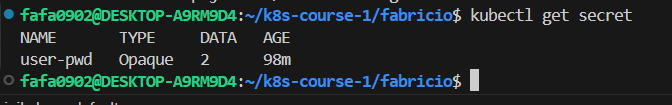 fafa0902@DESKTOP-A9RM9D4:~/k8s-course-1/fabricio$ kubectl get secret
NAME TYPE DATA AGE
user-pwd Opaque 2 98m
fafa0902@DESKTOP-A9RM9D4:~/k8s-course-1/fabricio$